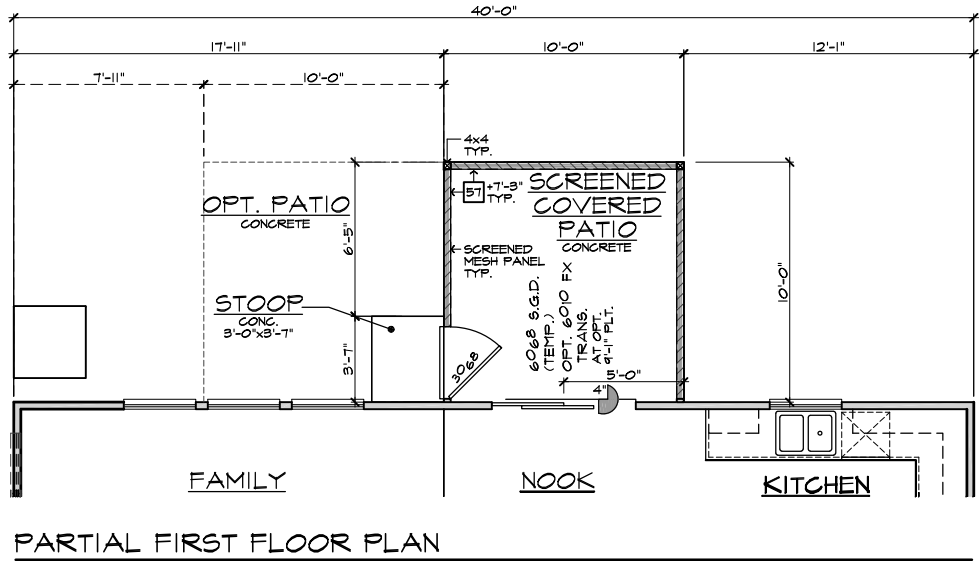 40'-0"
17'-11"
10'-0"
12'-1"
7'-11"
10'-0"
4x4
TYP.
57
+7'-3"
TYP.
SCREENED
COVERED
PATIO
CONCRETE
OPT. PATIO
CONCRETE
6'-5"
SCREENED
MESH PANEL
TYP.
10'-0"
STOOP
CONC.
3'-0"x3'-7"
3'-7"
3068
6068 S.G.D.
(TEMP.)
OPT. 6010 FX
TRANS.
AT OPT.
9'-1" PLT.
5'-0"
4"
FAMILY
NOOK
KITCHEN
PARTIAL FIRST FLOOR PLAN